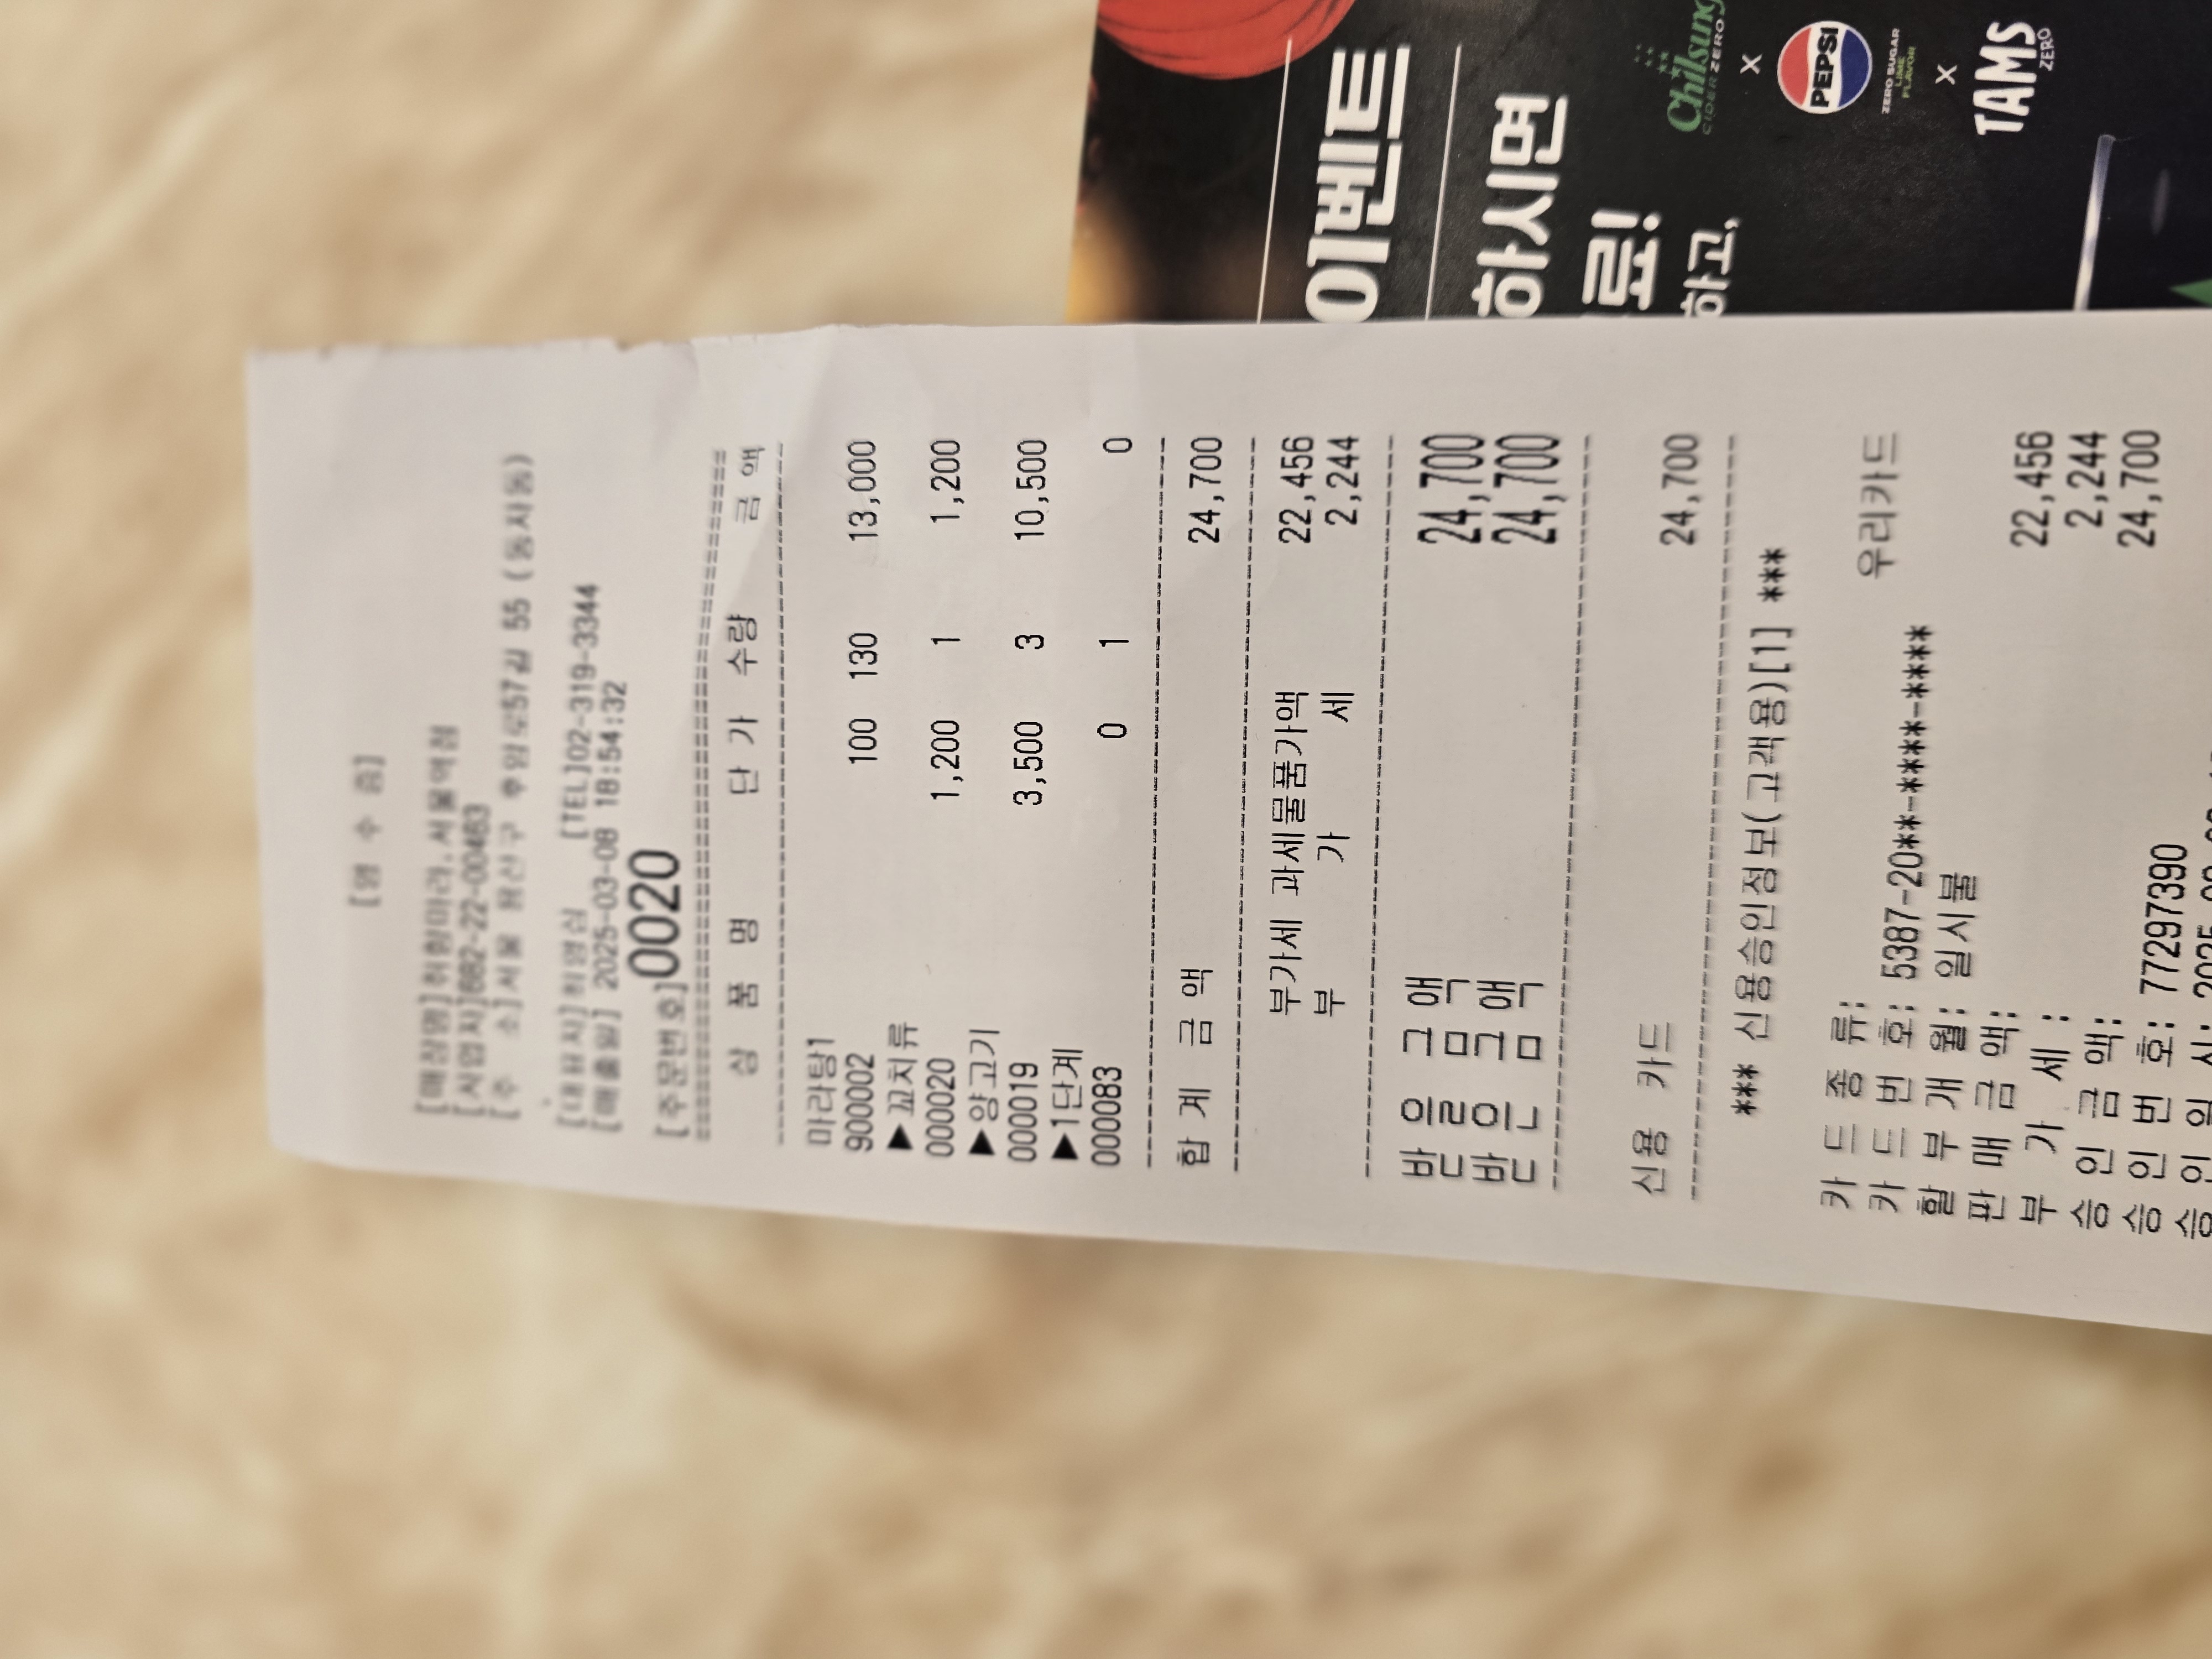 [영 수 증]
[매장명]취향마라.서울역점
[사업자]682-22-00463
[주 소]서울 용산구 후암로57길 55 (동자동)
[대표자] [TEL]02-319-3344
[매출일] 2025-03-08 18:54:32
[주문번호]0020
상 품 명 단 가 수량 금 액
마라탕1
900002 100 130 13,000
▶꼬치류
000020 1,200 1 1,200
▶양고기
000019 3,500 3 10,500
▶1단계
000083 0 1 0
합 계 금 액 24,700
부가세 과세물품가액 22,456
부 가 세 2,244
받을금액 24,700
받은금액 24,700
신용 카드 24,700
*** 신용승인정보(고객용)[1] ***
카 드 종 류: 우리카드
카 드 번 호: 5387-20**-****-****
할 부 개 월: 일시불
판 매 금 액: 22,456
부 가 세 : 2,244
승 인 금 액: 24,700
승 인 번 호: 77297390
승 인 일 시:
이벤트
하시면
하고,
Chilsung
CIDER ZERO
X
PEPSI
ZERO SUGAR
LIME
FLAVOR
X
TAMS
ZERO